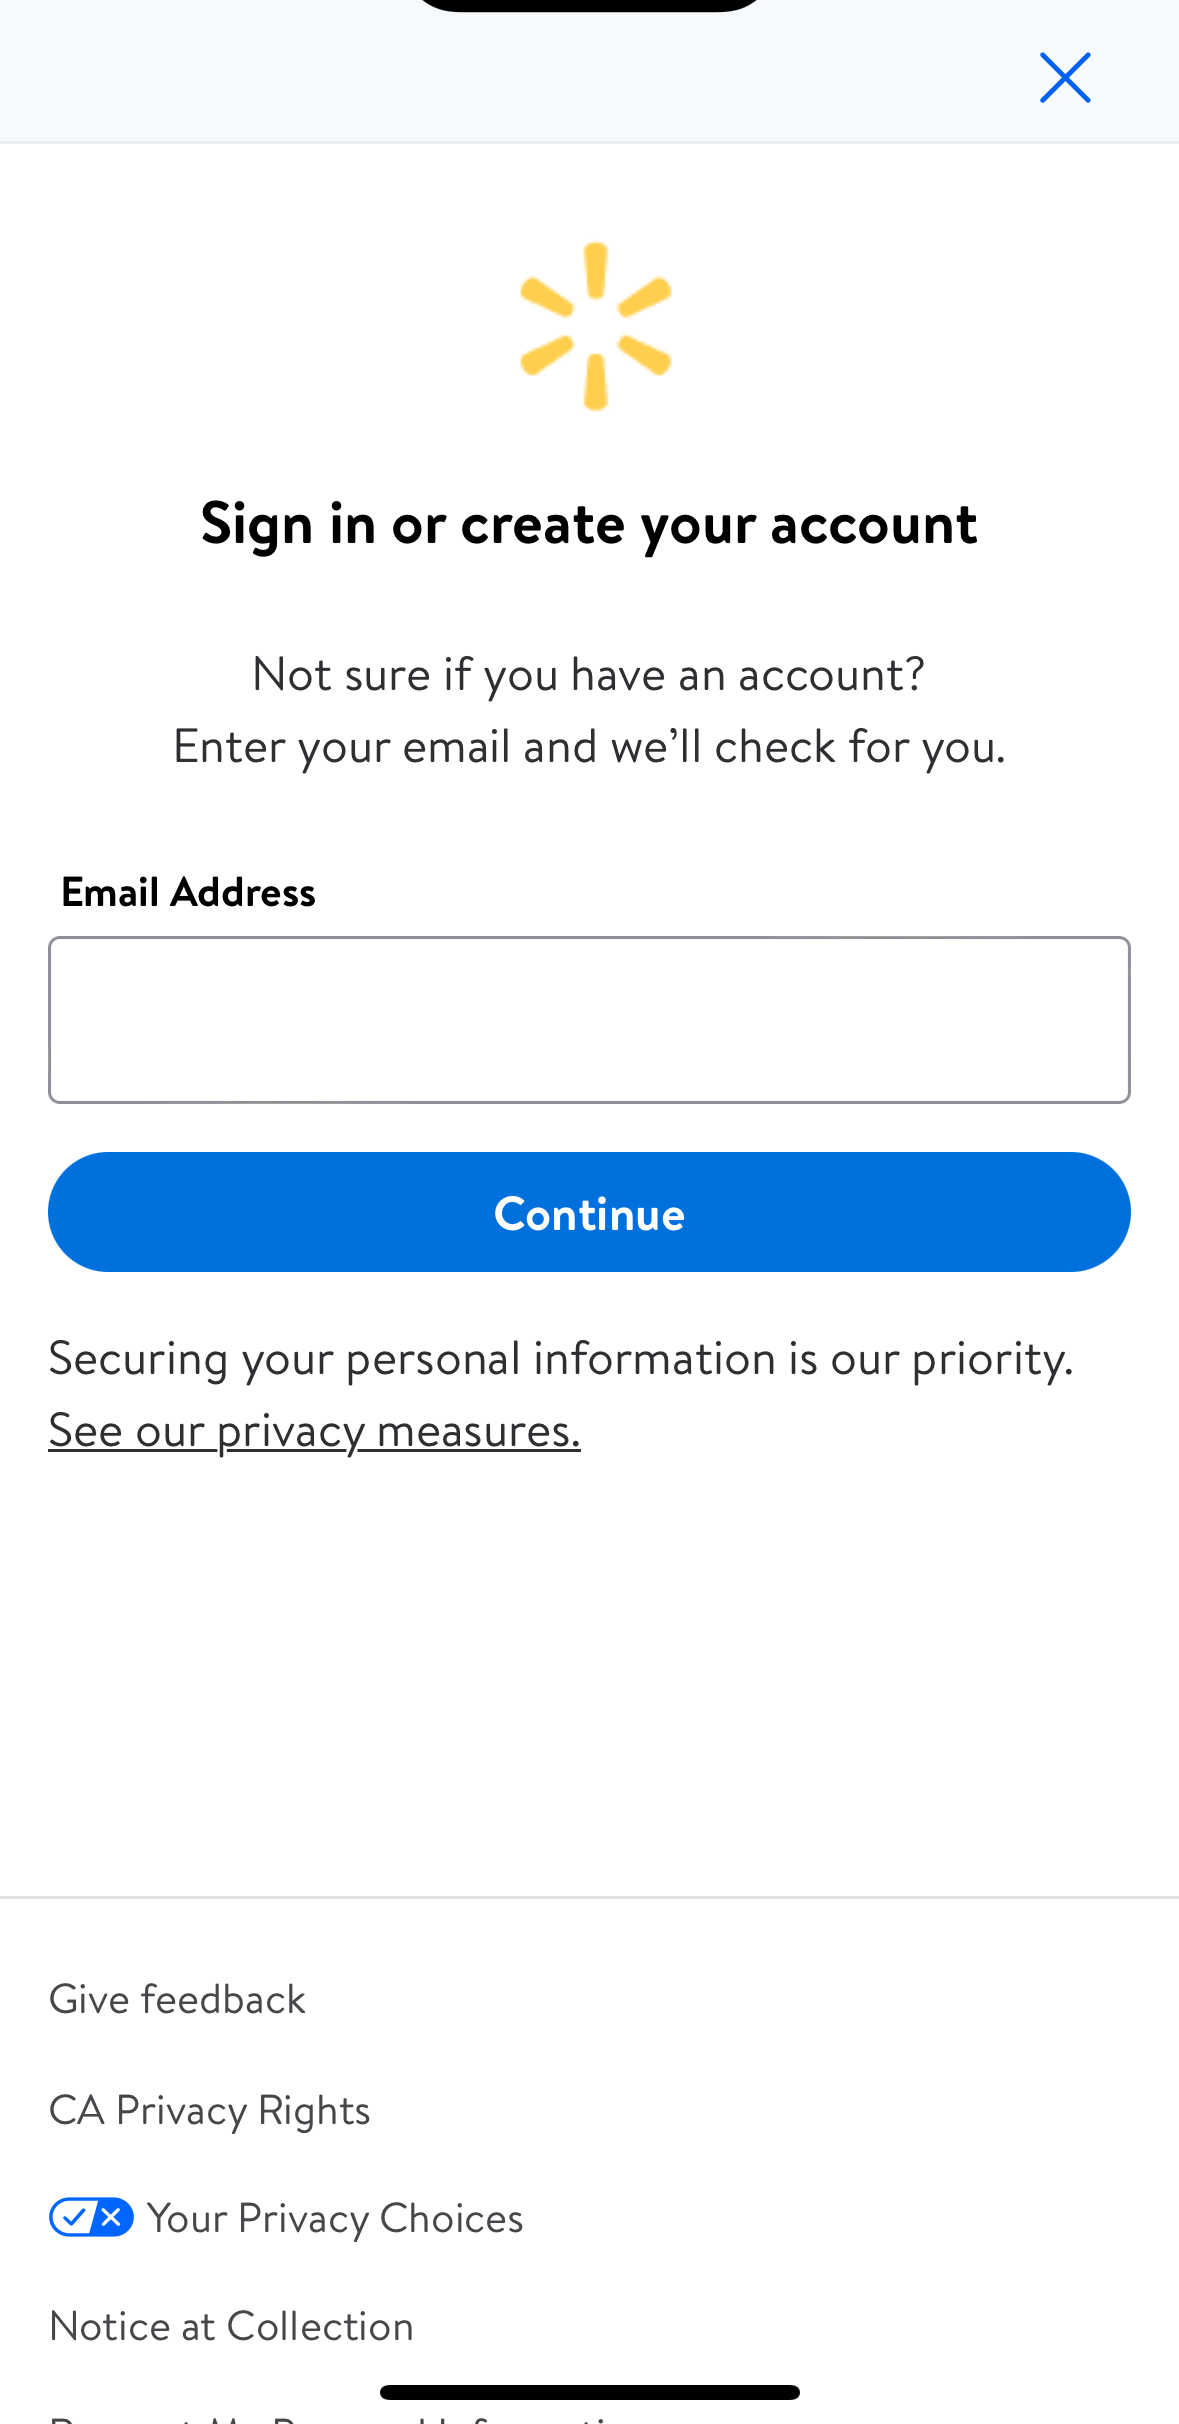 Sign in or create your account
Not sure if you have an account?
Enter your email and we’ll check for you.
Email Address
Continue
Securing your personal information is our priority.
See our privacy measures.
Give feedback
CA Privacy Rights
Your Privacy Choices
Notice at Collection